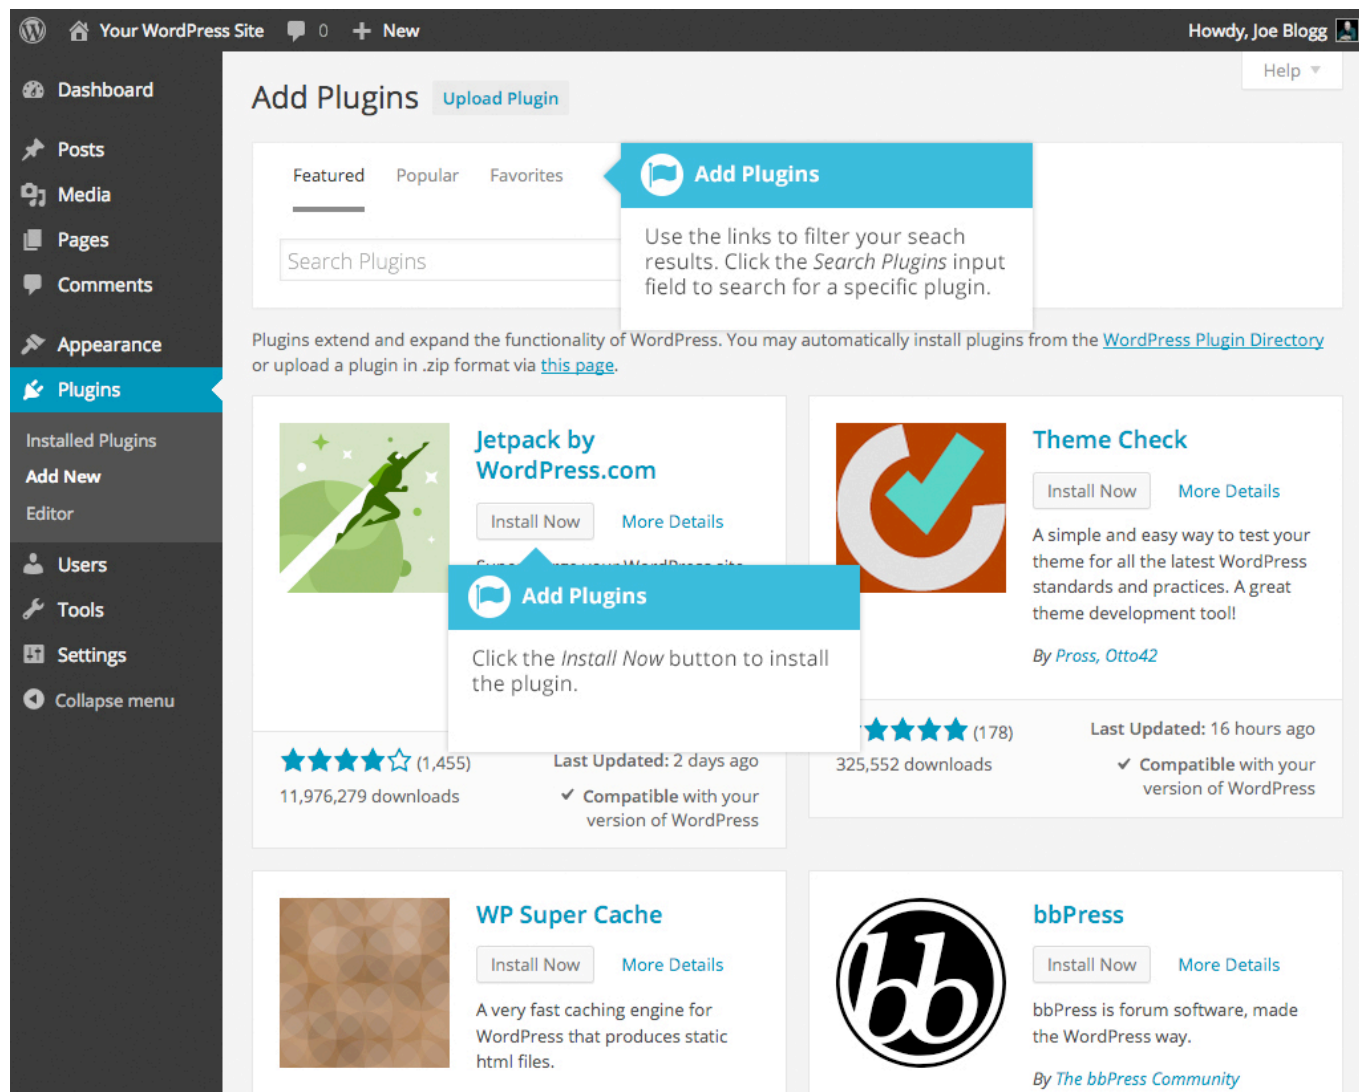 Your WordPress Site 0 New Howdy, Joe Blogg
Help
Dashboard
Posts
Media
Pages
Comments
Appearance
Plugins
Installed Plugins
Add New
Editor
Users
Tools
Settings
Collapse menu
Add Plugins Upload Plugin
Featured Popular Favorites
Search Plugins
Add Plugins
Use the links to filter your seach
results. Click the Search Plugins input
field to search for a specific plugin.
Plugins extend and expand the functionality of WordPress. You may automatically install plugins from the WordPress Plugin Directory
or upload a plugin in .zip format via this page.
Jetpack by
WordPress.com
Install Now More Details
your WordPress site
Add Plugins
Click the Install Now button to install
the plugin.
(1,455)
11,976,279 downloads
Last Updated: 2 days ago
Compatible with your
version of WordPress
Theme Check
Install Now More Details
A simple and easy way to test your
theme for all the latest WordPress
standards and practices. A great
theme development tool!
By Pross, Otto42
(178)
325,552 downloads
Last Updated: 16 hours ago
Compatible with your
version of WordPress
WP Super Cache
Install Now More Details
A very fast caching engine for
WordPress that produces static
html files.
bb
bbPress
Install Now More Details
bbPress is forum software, made
the WordPress way.
By The bbPress Community